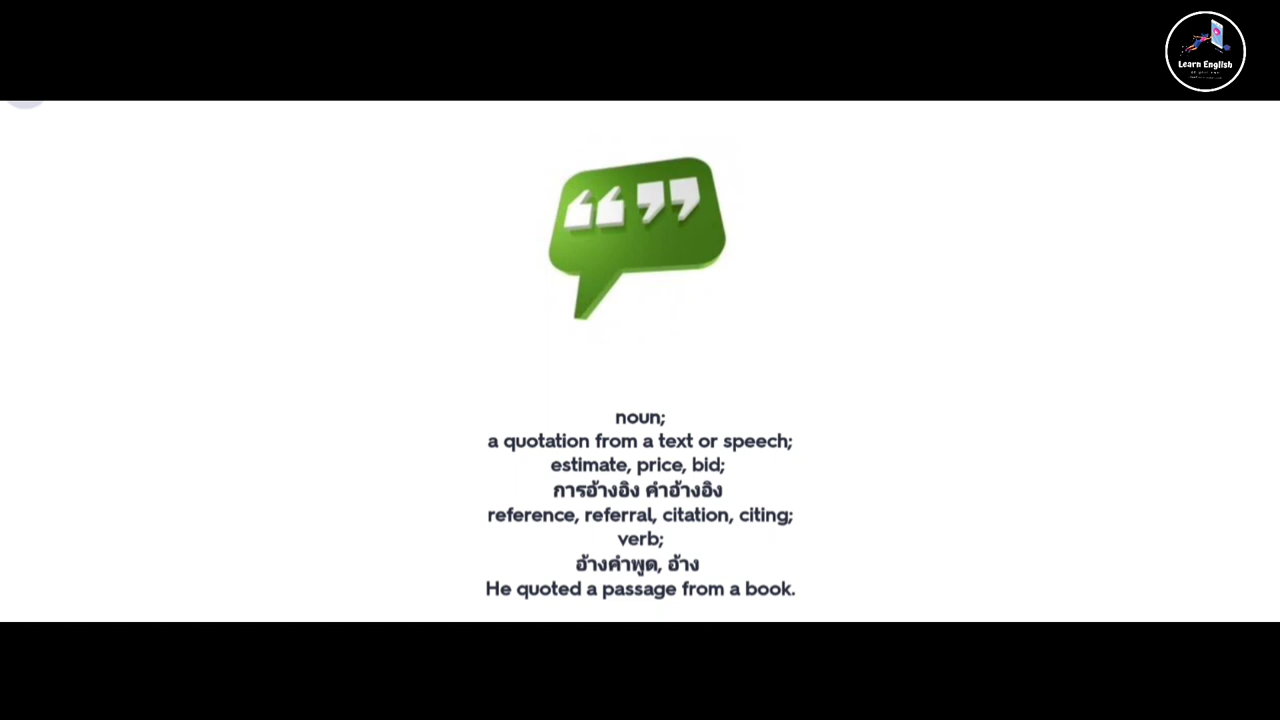 Learn English
noun;
a quotation from a text or speech;
estimate, price, bid;
การอ้างอิง คำอ้างอิง
reference, referral, citation, citing;
verb;
อ้างคำพูด, อ้าง
He quoted a passage from a book.